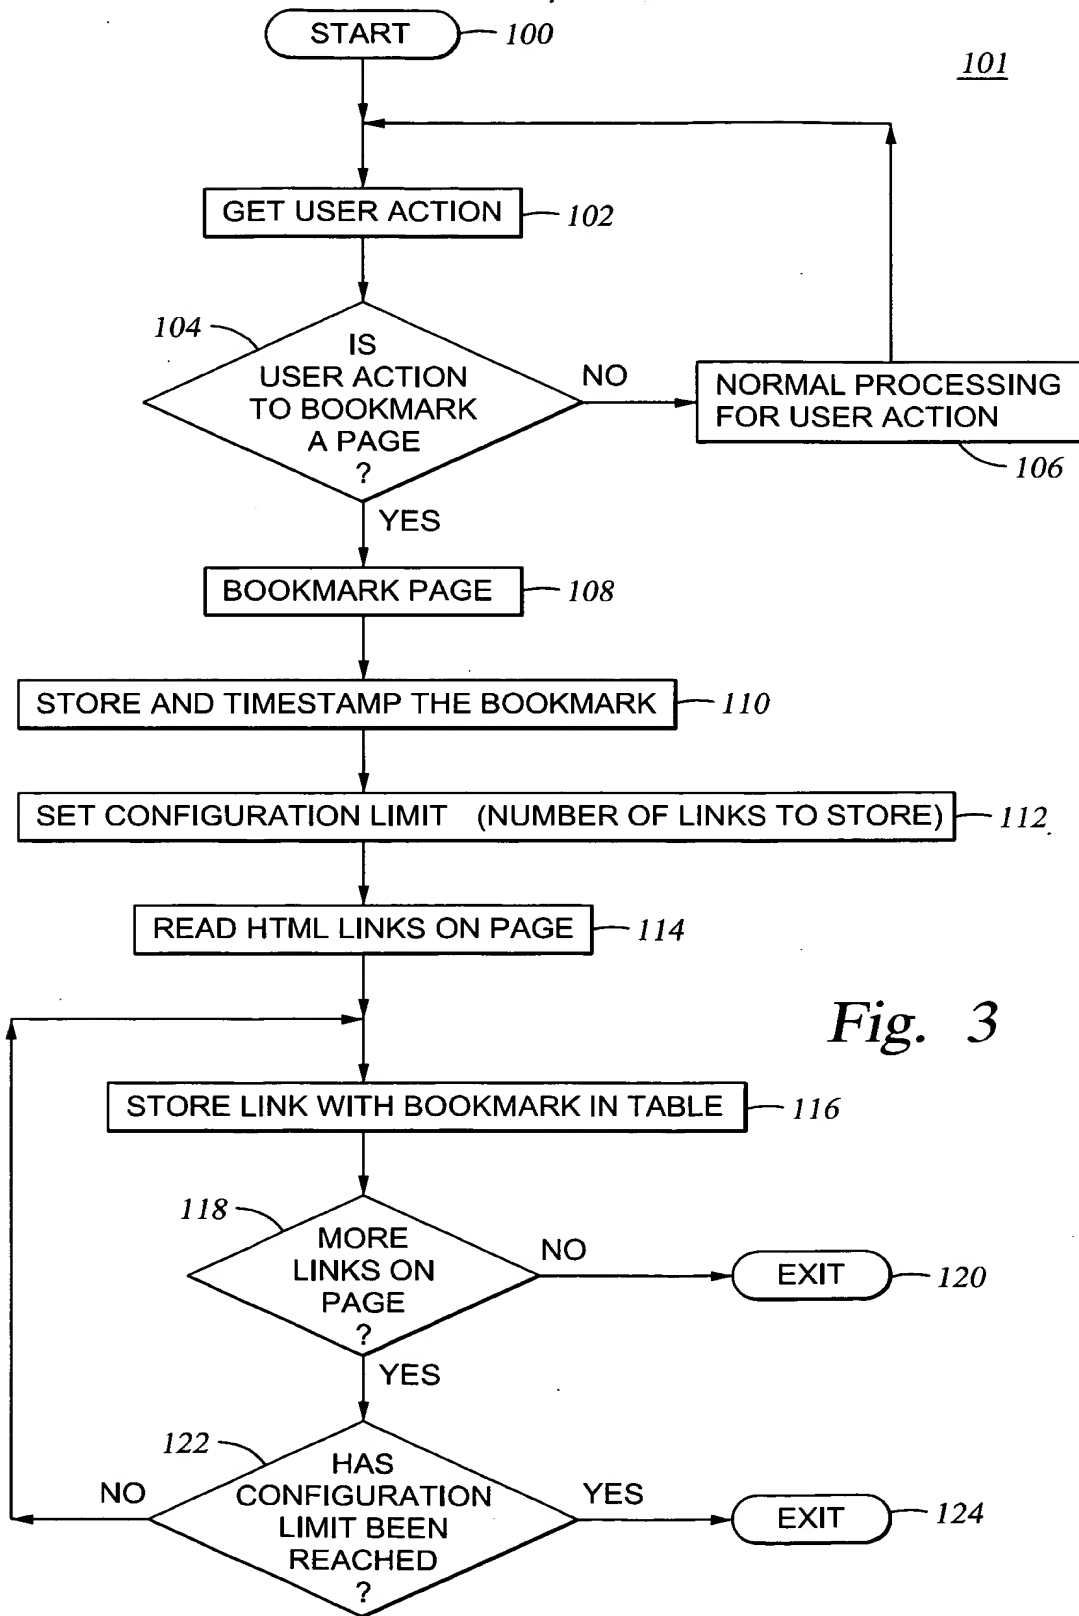 START
100
101
GET USER ACTION
102
104
IS
USER ACTION
TO BOOKMARK
A PAGE
?
NO
NORMAL PROCESSING
FOR USER ACTION
106
YES
BOOKMARK PAGE
108
STORE AND TIMESTAMP THE BOOKMARK
110
SET CONFIGURATION LIMIT (NUMBER OF LINKS TO STORE)
112
READ HTML LINKS ON PAGE
114
Fig. 3
STORE LINK WITH BOOKMARK IN TABLE
116
118
MORE
LINKS ON
PAGE
?
NO
EXIT
120
YES
122
HAS
CONFIGURATION
LIMIT BEEN
REACHED
?
NO
YES
EXIT
124